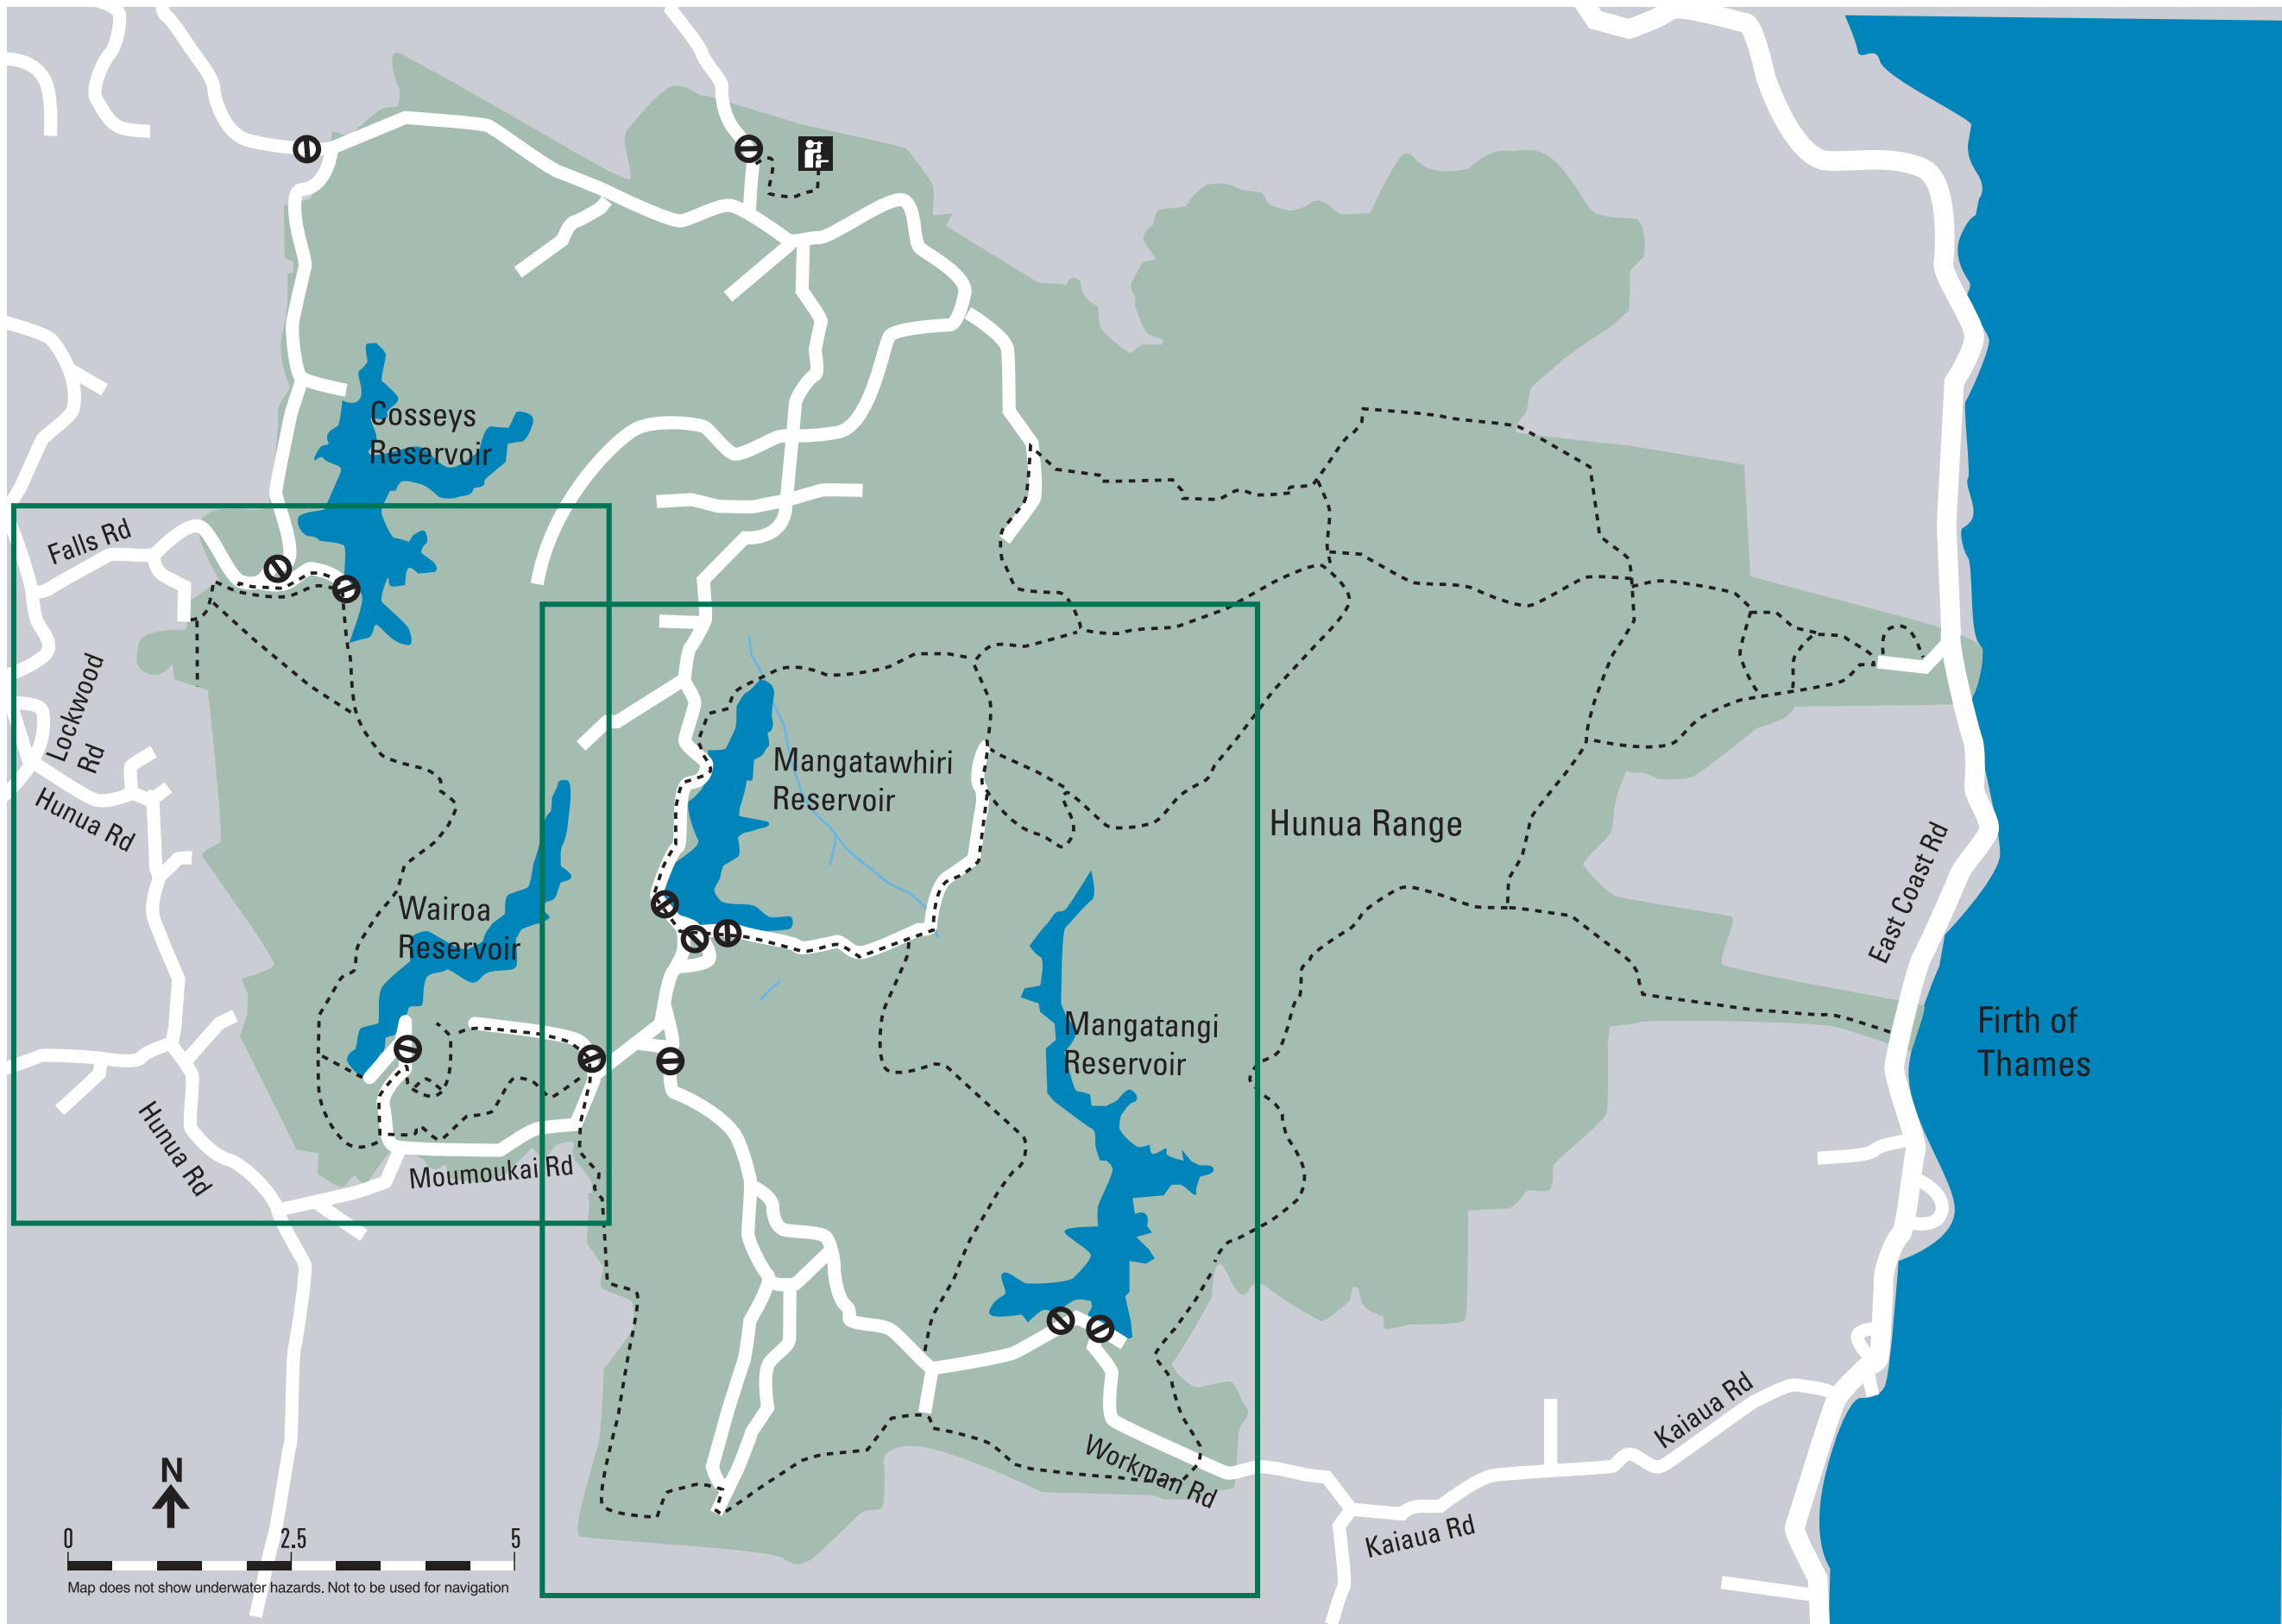 Cosseys
Reservoir
Falls Rd
Lockwood
Rd
Hunua Rd
Mangatawhiri
Reservoir
Hunua Range
Wairoa
Reservoir
East Coast Rd
Mangatangi
Reservoir
Firth of
Thames
Hunua Rd
Moumoukai Rd
Workman Rd
Kaiaua Rd
Kaiaua Rd
N
0 2.5 5
Map does not show underwater hazards. Not to be used for navigation